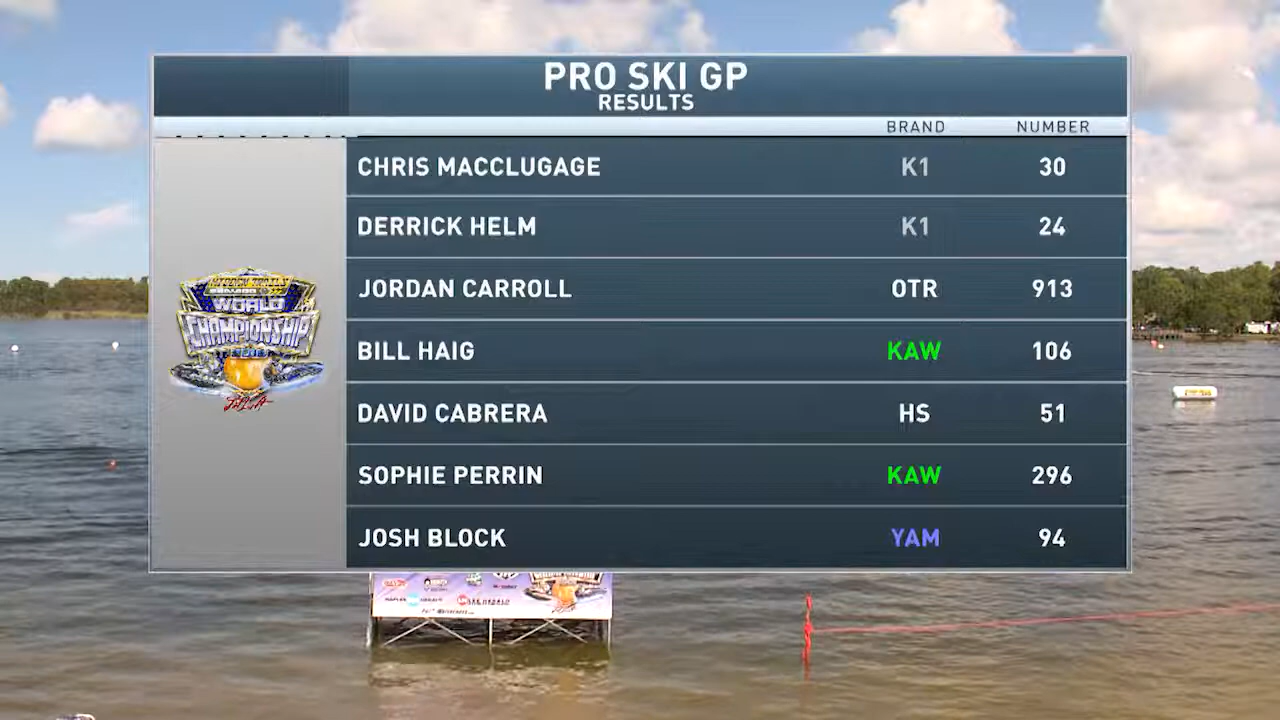 PRO SKI GP
RESULTS
BRAND NUMBER
CHRIS MACCLUGAGE K1 30
DERRICK HELM K1 24
JORDAN CARROLL OTR 913
BILL HAIG KAW 106
DAVID CABRERA HS 51
SOPHIE PERRIN KAW 296
JOSH BLOCK YAM 94
WORLD
CHAMPIONSHIP